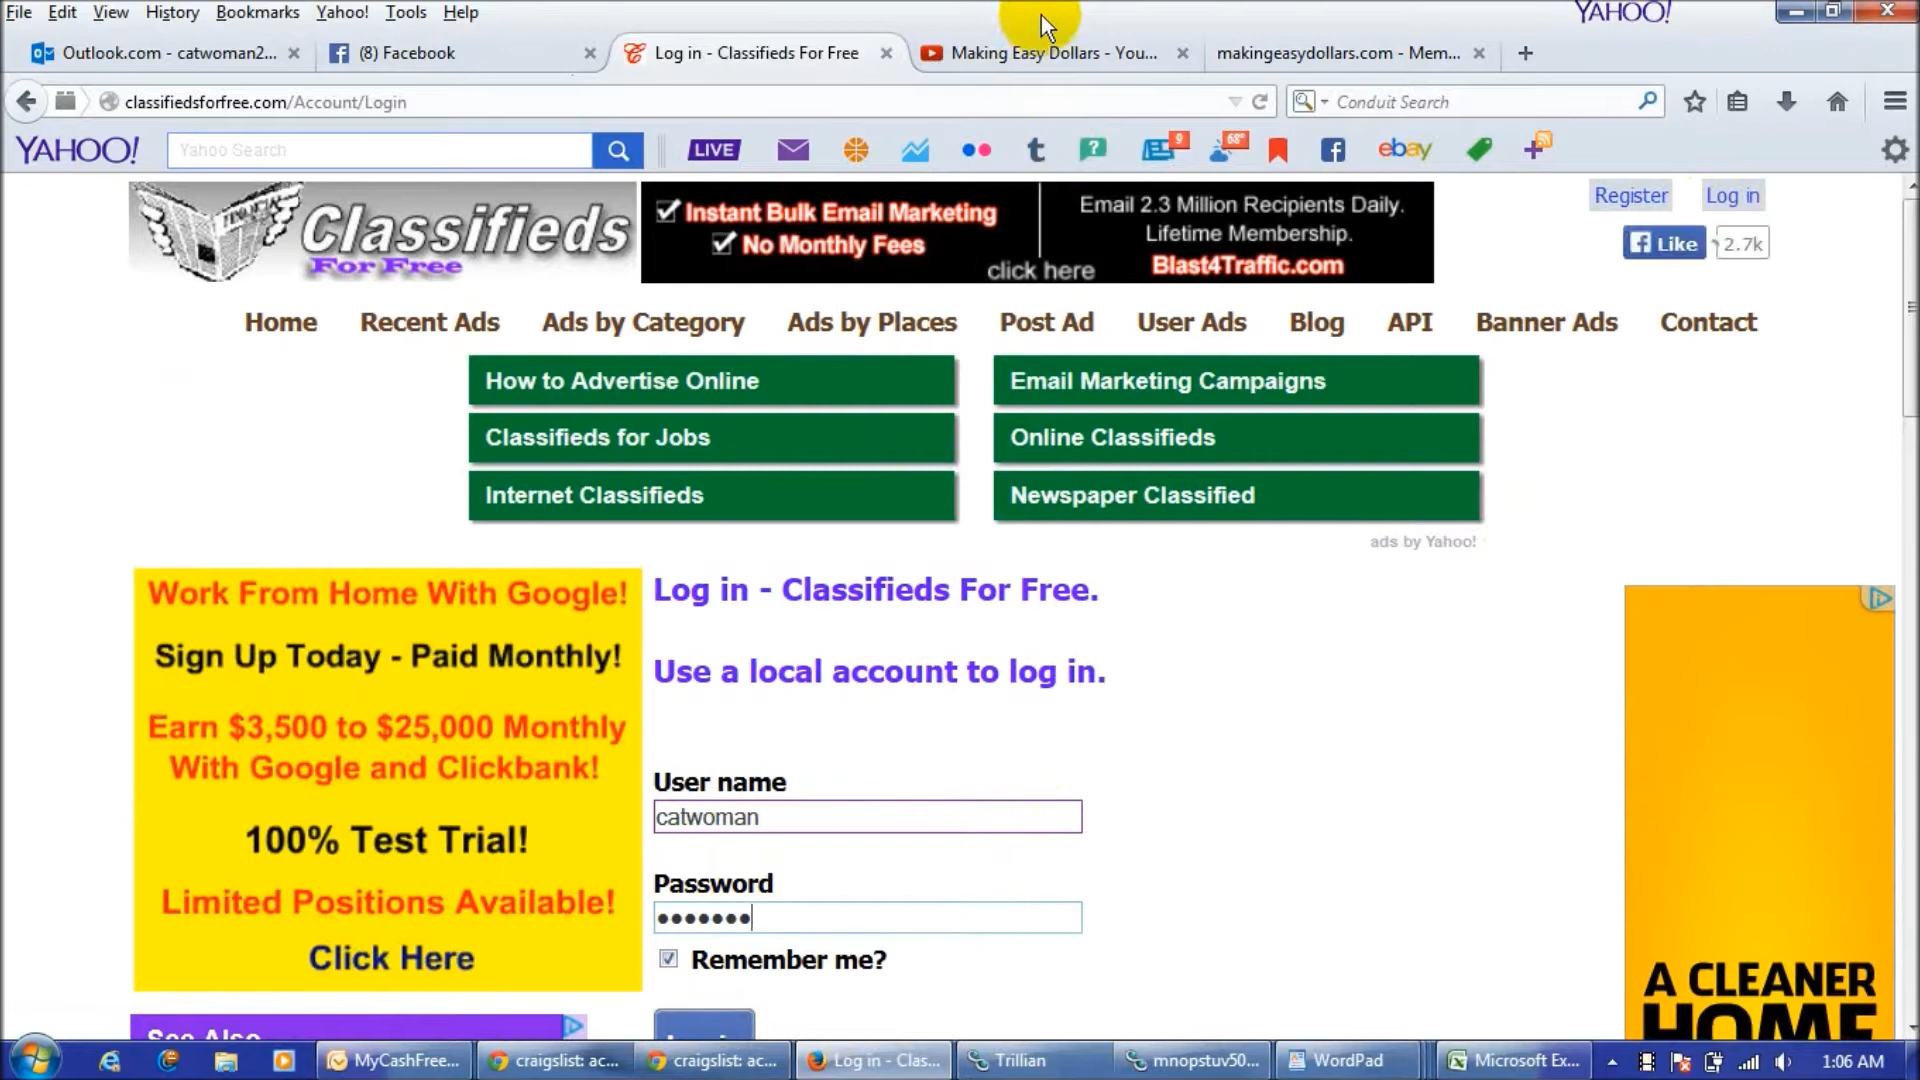 File Edit View History Bookmarks Yahoo! Tools Help
YAHOO!
Outlook.com - catwoman2...
(8) Facebook
Log in - Classifieds For Free
Making Easy Dollars - You...
makingeasydollars.com - Mem...
classifiedsforfree.com/Account/Login
Conduit Search
YAHOO!
Yahoo Search
LIVE
t
?
9
68°
ebay
FINANCIAL
Classifieds
For Free
Instant Bulk Email Marketing
No Monthly Fees
Email 2.3 Million Recipients Daily.
Lifetime Membership.
click here
Blast4Traffic.com
Register
Log in
Like
2.7k
Home Recent Ads Ads by Category Ads by Places Post Ad User Ads Blog API Banner Ads Contact
How to Advertise Online
Email Marketing Campaigns
Classifieds for Jobs
Online Classifieds
Internet Classifieds
Newspaper Classified
ads by Yahoo!
Work From Home With Google!
Sign Up Today - Paid Monthly!
Earn $3,500 to $25,000 Monthly
With Google and Clickbank!
100% Test Trial!
Limited Positions Available!
Click Here
Log in - Classifieds For Free.
Use a local account to log in.
User name
catwoman
Password
•••••••
Remember me?
A CLEANER
HOME
See Also
MyCashFree...
craigslist: ac...
craigslist: ac...
Log in - Clas...
Trillian
mnopstuv50...
WordPad
Microsoft Ex...
1:06 AM